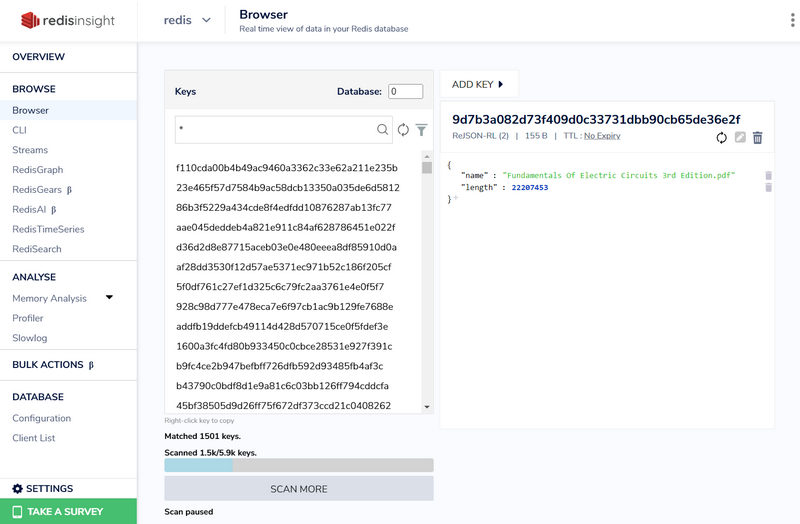 redisinsight
redis
Browser
Real time view of data in your Redis database
OVERVIEW
BROWSE
Browser
CLI
Streams
RedisGraph
RedisGears β
RedisAI β
RedisTimeSeries
RediSearch
ANALYSE
Memory Analysis
Profiler
Slowlog
BULK ACTIONS β
DATABASE
Configuration
Client List
SETTINGS
TAKE A SURVEY
Keys
Database: 0
*
f110cda00b4b49ac9460a3362c33e62a211e235b
23e465f57d7584b9ac58dcb13350a035de6d5812
86b3f5229a434cde8f4edfdd10876287ab13fc77
aae045deddeb4a821e911c84af628786451e022f
d36d2d8e87715aceb03e0e480eeea8df85910d0a
af28dd3530f12d57ae5371ec971b52c186f205cf
5f0df761c27ef1d325c6c79fc2aa3761e4e0f5f7
928c98d777e478eca7e6f97cb1ac9b129fe7688e
addfb19ddefcb49114d428d570715ce0f5fdef3e
1600a3fc4fd80b933450c0cbce28531e927f391c
b9fc4ce2b947befbff726dfb592d93485fb4af3c
b43790c0bdf8d1e9a81c6c03bb126ff794cddcfa
45bf38505d9d26ff75f672df373ccd21c0408262
Right-click key to copy
Matched 1501 keys.
Scanned 1.5k/5.9k keys.
SCAN MORE
Scan paused
ADD KEY
9d7b3a082d73f409d0c33731dbb90cb65de36e2f
ReJSON-RL (2) | 155 B | TTL : No Expiry
{
"name" : "Fundamentals Of Electric Circuits 3rd Edition.pdf"
"length" : 22207453
}